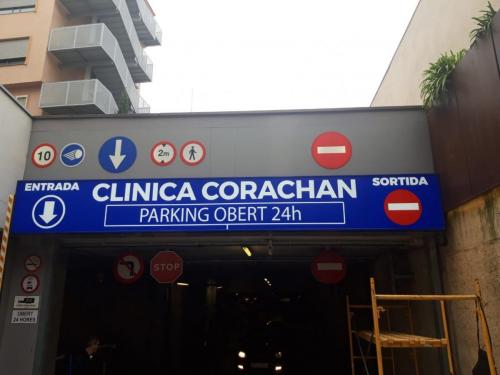 10
2m
ENTRADA
CLINICA CORACHAN
SORTIDA
PARKING OBERT 24h
STOP
OBERT
24 HORES